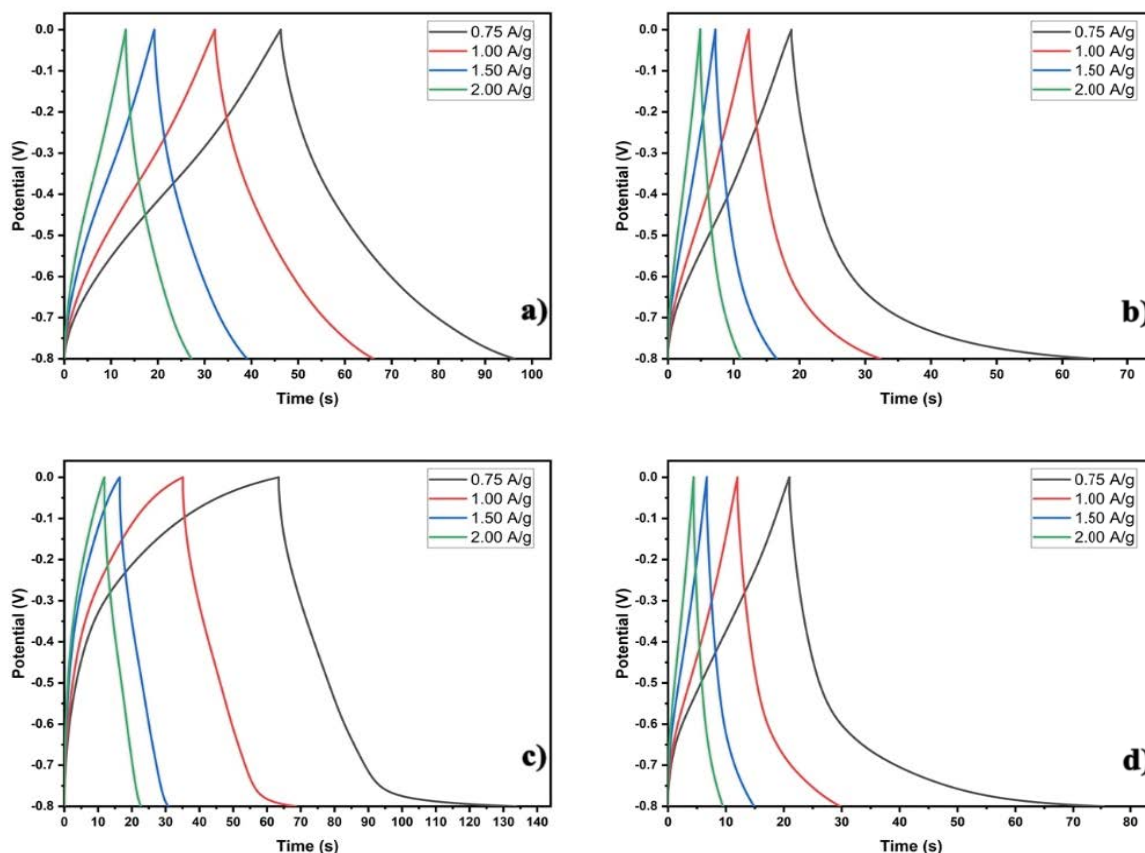 0.0
-0.1
-0.2
-0.3
-0.4
-0.5
-0.6
-0.7
-0.8
Potential (V)
0.75 A/g
1.00 A/g
1.50 A/g
2.00 A/g
a)
0 10 20 30 40 50 60 70 80 90 100
Time (s)
0.0
-0.1
-0.2
-0.3
-0.4
-0.5
-0.6
-0.7
-0.8
Potential (V)
0.75 A/g
1.00 A/g
1.50 A/g
2.00 A/g
b)
0 10 20 30 40 50 60 70
Time (s)
0.0
-0.1
-0.2
-0.3
-0.4
-0.5
-0.6
-0.7
-0.8
Potential (V)
0.75 A/g
1.00 A/g
1.50 A/g
2.00 A/g
c)
0 10 20 30 40 50 60 70 80 90 100 110 120 130 140
Time (s)
0.0
-0.1
-0.2
-0.3
-0.4
-0.5
-0.6
-0.7
-0.8
Potential (V)
0.75 A/g
1.00 A/g
1.50 A/g
2.00 A/g
d)
0 10 20 30 40 50 60 70 80
Time (s)